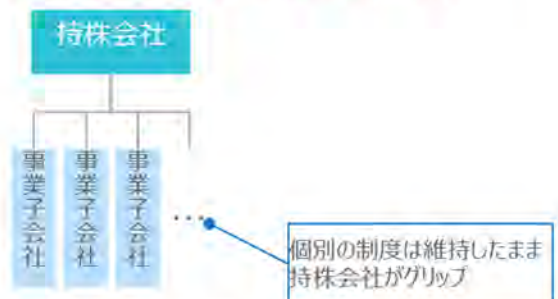 持株会社
事業子会社
事業子会社
事業子会社
…
個別の制度は維持したまま
持株会社がグリップ